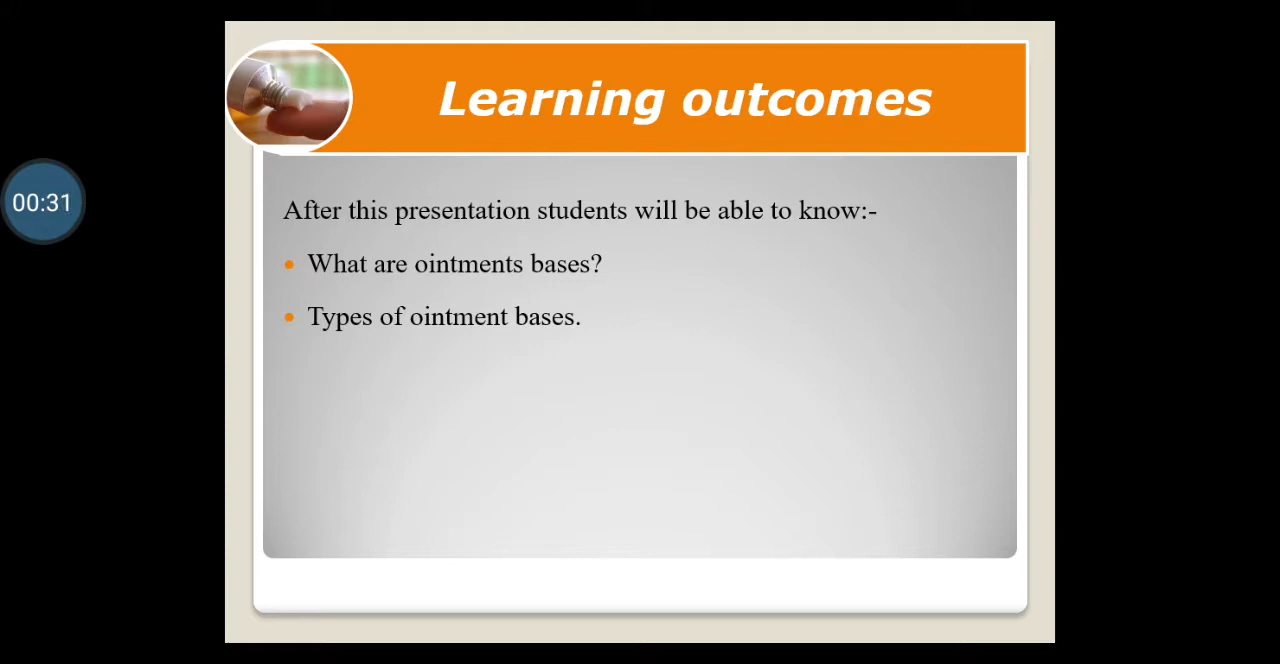 Learning outcomes
00:31
After this presentation students will be able to know:-
What are ointments bases?
Types of ointment bases.